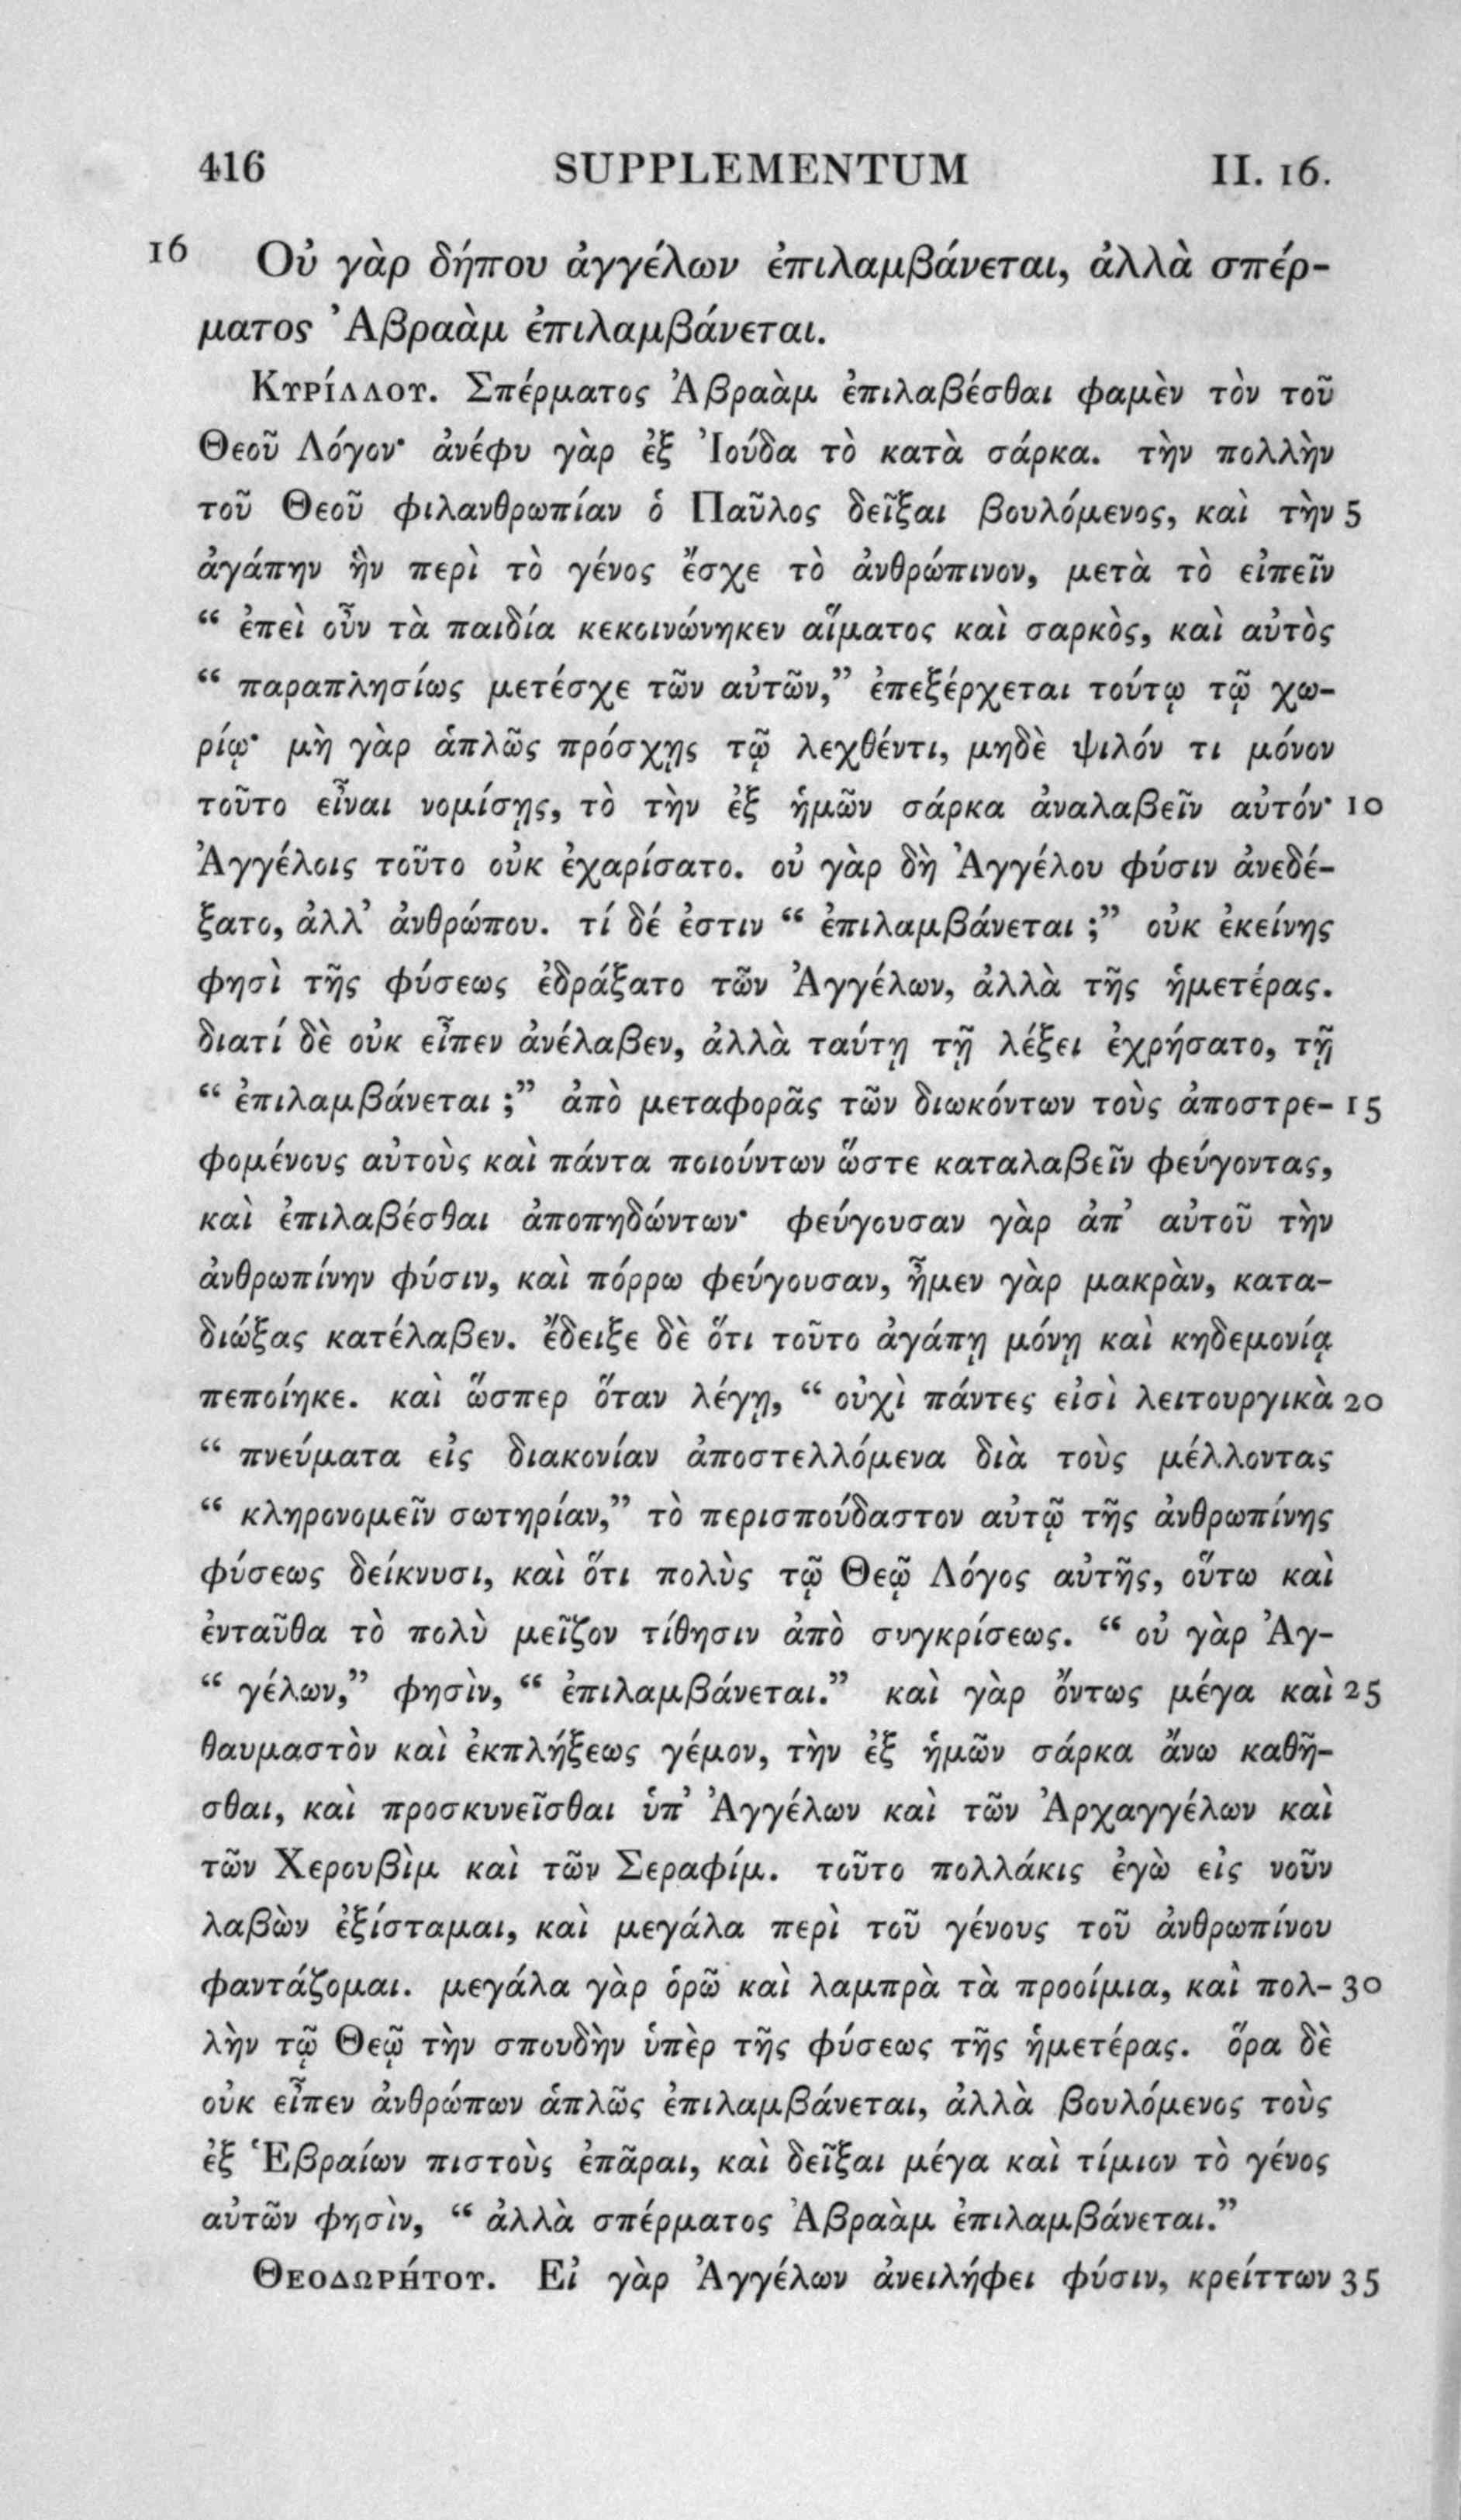 416 SUPPLEMENTUM II. 16.
16 Οὐ γὰρ δήπου ἀγγέλων ἐπιλαμβάνεται, ἀλλὰ σπέρ-
ματος Ἀβραὰμ ἐπιλαμβάνεται.
ΚΥΡΊΛΛΟΥ. Σπέρματος Ἀβραὰμ ἐπιλαβέσθαι φαμὲν τὸν τοῦ
Θεοῦ Λόγον· ἀνέφυ γὰρ ἐξ Ἰούδα τὸ κατὰ σάρκα. τὴν πολλὴν
τοῦ Θεοῦ φιλανθρωπίαν ὁ Παῦλος δεῖξαι βουλόμενος, καὶ τὴν 5
ἀγάπην ἣν περὶ τὸ γένος ἔσχε τὸ ἀνθρώπινον, μετὰ τὸ εἰπεῖν
“ ἐπεὶ οὖν τὰ παιδία κεκοινώνηκεν αἵματος καὶ σαρκὸς, καὶ αὐτὸς
“ παραπλησίως μετέσχε τῶν αὐτῶν,” ἐπεξέρχεται τούτῳ τῷ χω-
ρίῳ· μὴ γὰρ ἁπλῶς πρόσχῃς τῷ λεχθέντι, μηδὲ ψιλόν τι μόνον
τοῦτο εἶναι νομίσῃς, τὸ τὴν ἐξ ἡμῶν σάρκα ἀναλαβεῖν αὐτόν· 10
Ἀγγέλοις τοῦτο οὐκ ἐχαρίσατο. οὐ γὰρ δὴ Ἀγγέλου φύσιν ἀνεδέ-
ξατο, ἀλλ’ ἀνθρώπου. τί δέ ἐστιν “ ἐπιλαμβάνεται ;” οὐκ ἐκείνης
φησὶ τῆς φύσεως ἐδράξατο τῶν Ἀγγέλων, ἀλλὰ τῆς ἡμετέρας.
διατί δὲ οὐκ εἶπεν ἀνέλαβεν, ἀλλὰ ταύτῃ τῇ λέξει ἐχρήσατο, τῇ
“ ἐπιλαμβάνεται ;” ἀπὸ μεταφορᾶς τῶν διωκόντων τοὺς ἀποστρε- 15
φομένους αὐτοὺς καὶ πάντα ποιούντων ὥστε καταλαβεῖν φεύγοντας,
καὶ ἐπιλαβέσθαι ἀποπηδώντων· φεύγουσαν γὰρ ἀπ’ αὐτοῦ τὴν
ἀνθρωπίνην φύσιν, καὶ πόρρω φεύγουσαν, ἦμεν γὰρ μακρὰν, κατα-
διώξας κατέλαβεν. ἔδειξε δὲ ὅτι τοῦτο ἀγάπῃ μόνῃ καὶ κηδεμονίᾳ
πεποίηκε. καὶ ὥσπερ ὅταν λέγῃ, “ οὐχὶ πάντες εἰσὶ λειτουργικὰ 20
“ πνεύματα εἰς διακονίαν ἀποστελλόμενα διὰ τοὺς μέλλοντας
“ κληρονομεῖν σωτηρίαν,” τὸ περισπούδαστον αὐτῷ τῆς ἀνθρωπίνης
φύσεως δείκνυσι, καὶ ὅτι πολὺς τῷ Θεῷ Λόγος αὐτῆς, οὕτω καὶ
ἐνταῦθα τὸ πολὺ μεῖζον τίθησιν ἀπὸ συγκρίσεως. “ οὐ γὰρ Ἀγ-
“ γέλων,” φησὶν, “ ἐπιλαμβάνεται.” καὶ γὰρ ὄντως μέγα καὶ 25
θαυμαστὸν καὶ ἐκπλήξεως γέμον, τὴν ἐξ ἡμῶν σάρκα ἄνω καθῆ-
σθαι, καὶ προσκυνεῖσθαι ὑπ’ Ἀγγέλων καὶ τῶν Ἀρχαγγέλων καὶ
τῶν Χερουβὶμ καὶ τῶν Σεραφίμ. τοῦτο πολλάκις ἐγὼ εἰς νοῦν
λαβὼν ἐξίσταμαι, καὶ μεγάλα περὶ τοῦ γένους τοῦ ἀνθρωπίνου
φαντάζομαι. μεγάλα γὰρ ὁρῶ καὶ λαμπρὰ τὰ προοίμια, καὶ πολ- 30
λὴν τῷ Θεῷ τὴν σπουδὴν ὑπὲρ τῆς φύσεως τῆς ἡμετέρας. ὅρα δὲ
οὐκ εἶπεν ἀνθρώπων ἁπλῶς ἐπιλαμβάνεται, ἀλλὰ βουλόμενος τοὺς
ἐξ Ἑβραίων πιστοὺς ἐπᾶραι, καὶ δεῖξαι μέγα καὶ τίμιον τὸ γένος
αὐτῶν φησὶν, “ ἀλλὰ σπέρματος Ἀβραὰμ ἐπιλαμβάνεται.”
ΘΕΟΔΩΡΉΤΟΥ. Εἰ γὰρ Ἀγγέλων ἀνειλήφει φύσιν, κρείττων 35